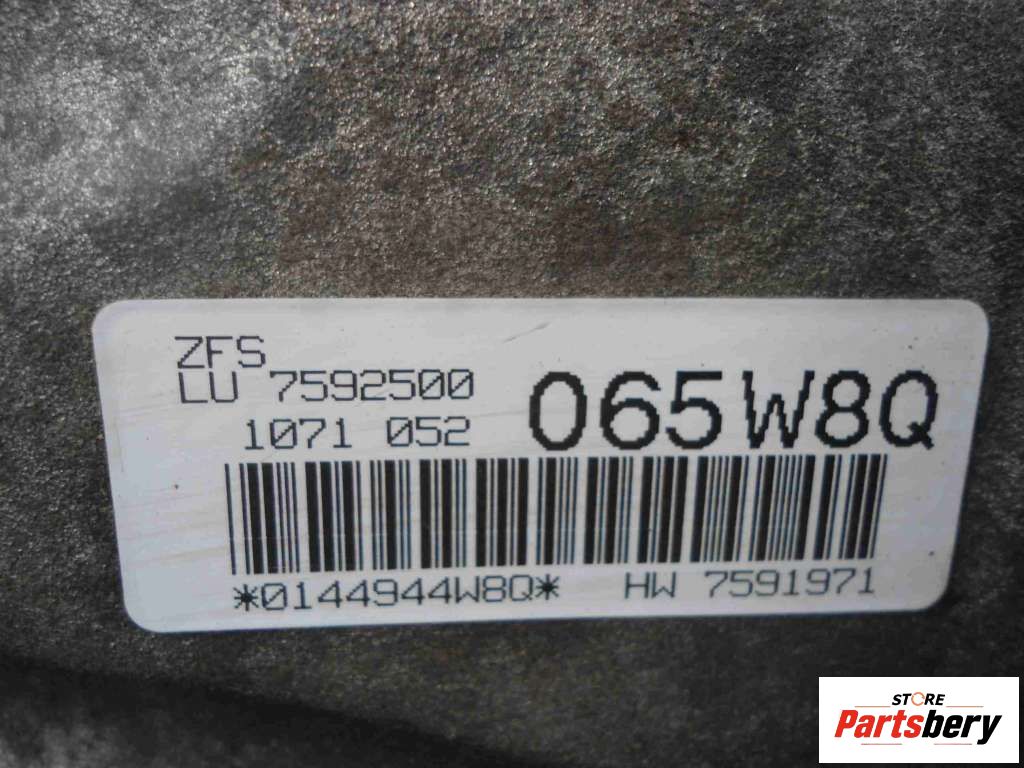 ZFS
LU 7592500
1071 052
065W8Q
*0144944W8Q* HW 7591971
STORE
Partsbery